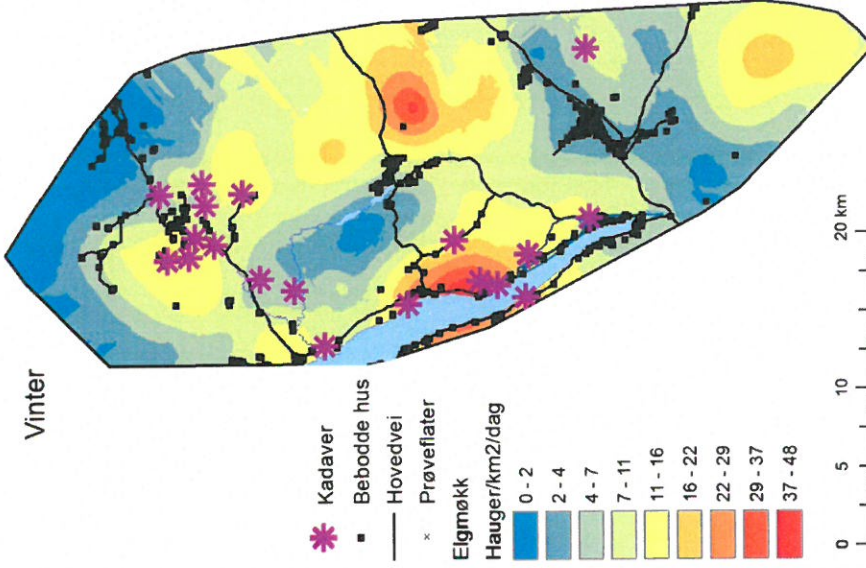 Vinter
Kadaver
Bebodde hus
Hovedvei
Prøveflater
Elgmøkk
Hauger/km2/dag
0 - 2
2 - 4
4 - 7
7 - 11
11 - 16
16 - 22
22 - 29
29 - 37
37 - 48
0 5 10 20 km